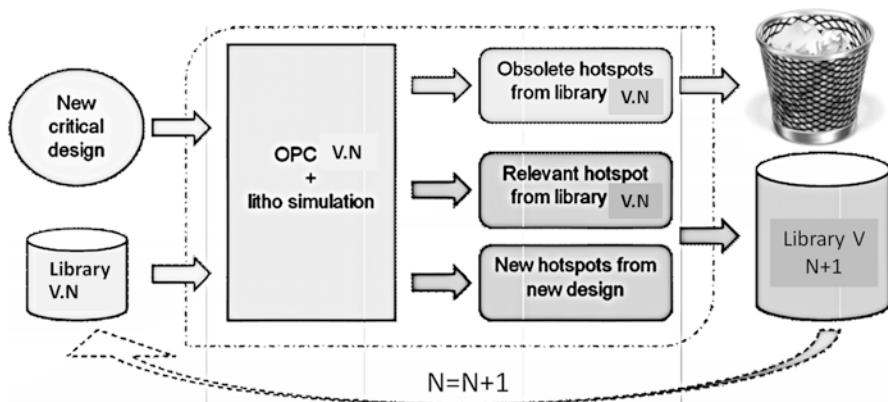 New
critical
design
Library
V.N
OPC V.N
+
litho simulation
Obsolete hotspots
from library V.N
Relevant hotspot
from library V.N
New hotspots from
new design
Library V
N+1
N=N+1